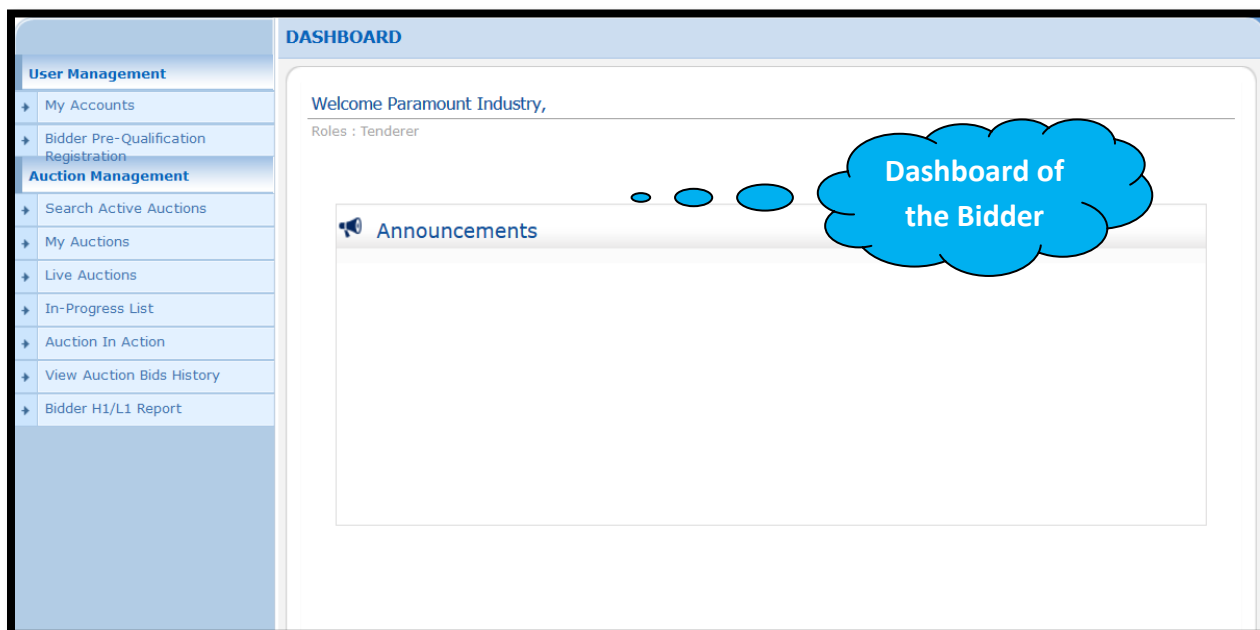 DASHBOARD
User Management
My Accounts
Bidder Pre-Qualification
Registration
Auction Management
Search Active Auctions
My Auctions
Live Auctions
In-Progress List
Auction In Action
View Auction Bids History
Bidder H1/L1 Report
Welcome Paramount Industry,
Roles : Tenderer
Dashboard of
the Bidder
Announcements